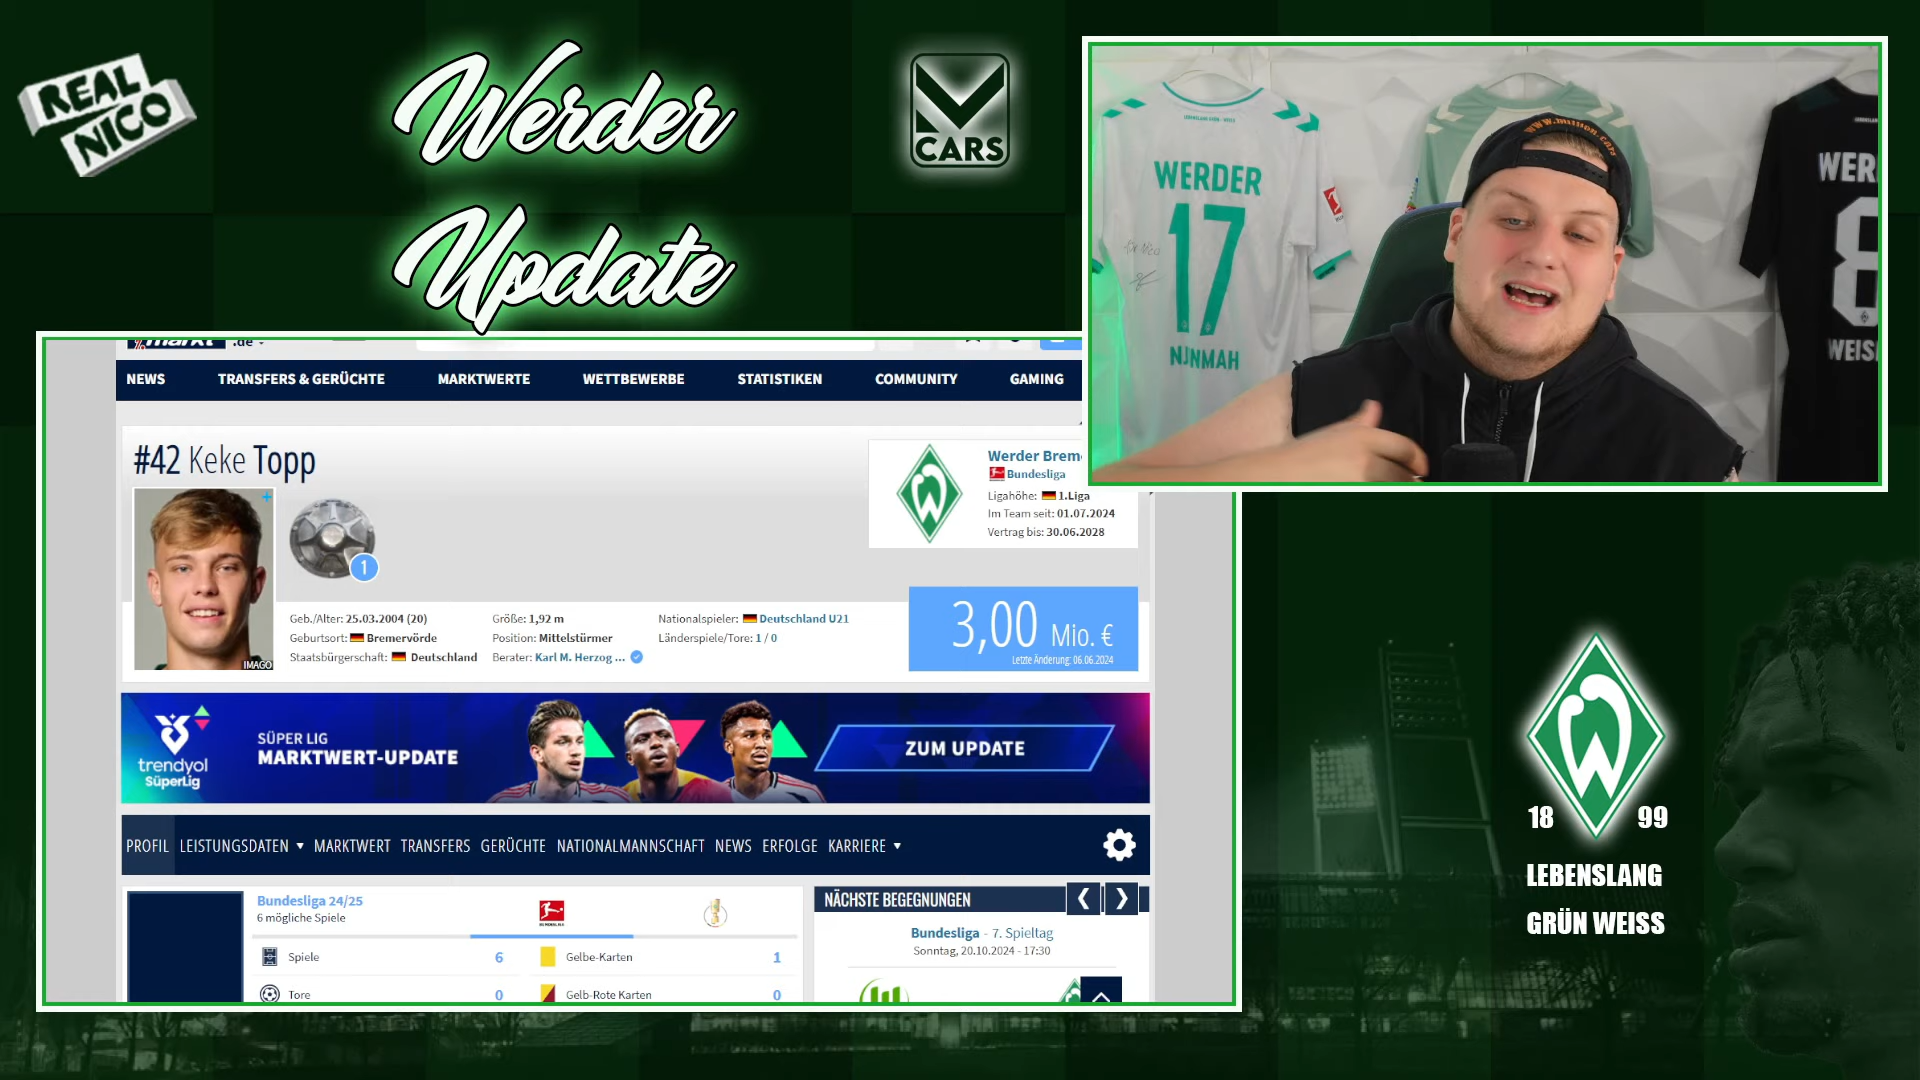 REAL
NICO
Werder
Update
CARS
www.million.cars
WERDER
17
NJINMAH
8
.de
NEWS TRANSFERS & GERÜCHTE MARKTWERTE WETTBEWERBE STATISTIKEN COMMUNITY GAMING
#42 Keke Topp
1
IMAGO
Werder Brem
Bundesliga
Ligahöhe: 1.Liga
Im Team seit: 01.07.2024
Vertrag bis: 30.06.2028
Geb./Alter: 25.03.2004 (20)
Geburtsort: Bremervörde
Staatsbürgerschaft: Deutschland
Größe: 1,92 m
Position: Mittelstürmer
Berater: Karl M. Herzog ...
Nationalspieler: Deutschland U21
Länderspiele/Tore: 1 / 0
3,00 Mio. €
Letzte Änderung: 06.06.2024
trendyol
SüperLig
SÜPER LIG
MARKTWERT-UPDATE
ZUM UPDATE
PROFIL LEISTUNGSDATEN MARKTWERT TRANSFERS GERÜCHTE NATIONALMANNSCHAFT NEWS ERFOLGE KARRIERE
Bundesliga 24/25
6 mögliche Spiele
Spiele 6 Gelbe-Karten 1
Tore 0 Gelb-Rote Karten 0
NÄCHSTE BEGEGNUNGEN
Bundesliga - 7. Spieltag
Sonntag, 20.10.2024 - 17:30
W
18 99
LEBENSLANG
GRÜN WEISS